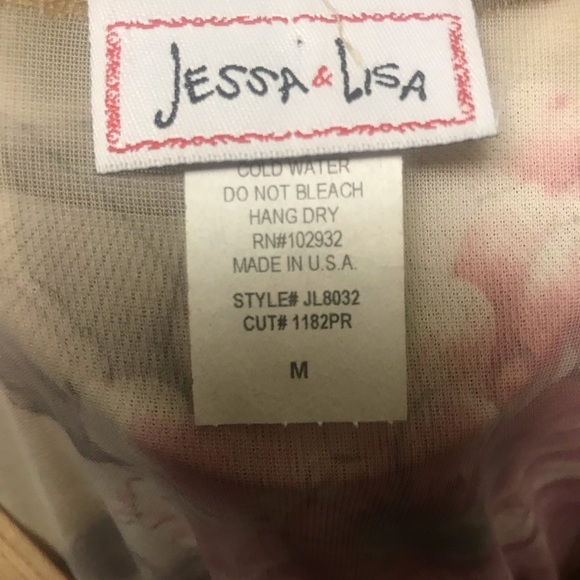 JESSA & LISA
COLD WATER
DO NOT BLEACH
HANG DRY
RN#102932
MADE IN U.S.A.
STYLE# JL8032
CUT# 1182PR
M